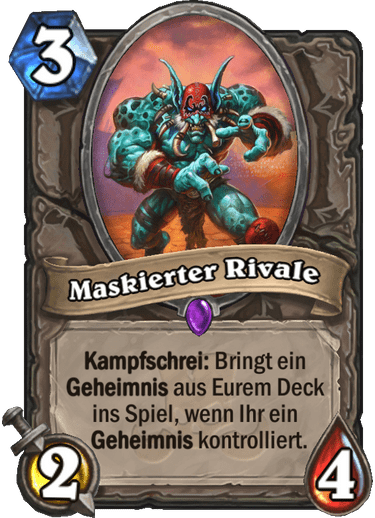 3
Maskierter Rivale
Kampfschrei: Bringt ein
Geheimnis aus Eurem Deck
ins Spiel, wenn Ihr ein
Geheimnis kontrolliert.
2
4